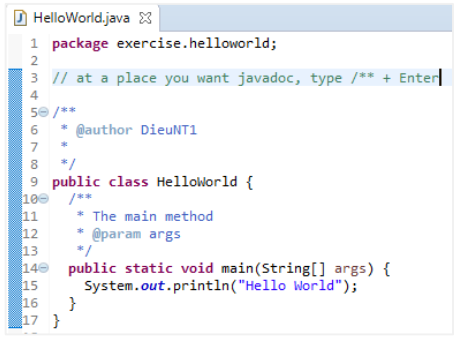 HelloWorld.java
1 package exercise.helloworld;
2
3 // at a place you want javadoc, type /** + Enter
4
5 /**
6  * @author DieuNT1
7  *
8  */
9 public class HelloWorld {
10   /**
11    * The main method
12    * @param args
13    */
14   public static void main(String[] args) {
15     System.out.println("Hello World");
16   }
17 }